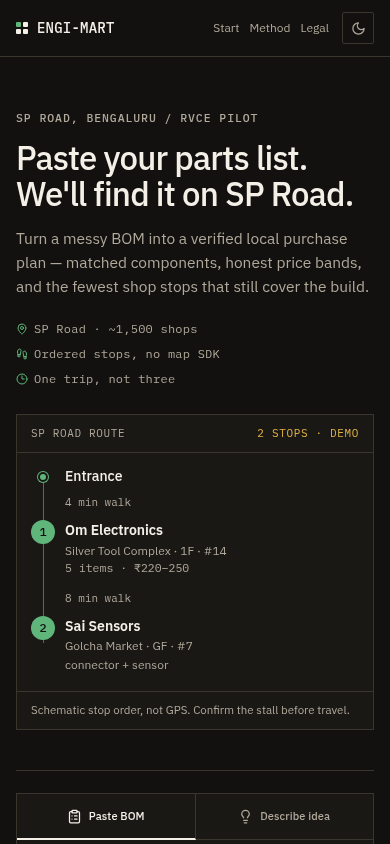 ENGI-MART
Start Method Legal
SP ROAD, BENGALURU / RVCE PILOT
Paste your parts list.
We'll find it on SP Road.
Turn a messy BOM into a verified local purchase
plan — matched components, honest price bands,
and the fewest shop stops that still cover the build.
SP Road · ~1,500 shops
Ordered stops, no map SDK
One trip, not three
SP ROAD ROUTE 2 STOPS · DEMO
Entrance
4 min walk
1 Om Electronics
Silver Tool Complex · 1F · #14
5 items · ₹220–250
8 min walk
2 Sai Sensors
Golcha Market · GF · #7
connector + sensor
Schematic stop order, not GPS. Confirm the stall before travel.
Paste BOM Describe idea